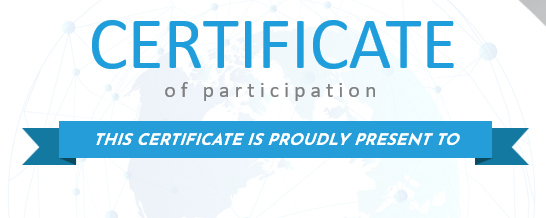 CERTIFICATE
of participation
THIS CERTIFICATE IS PROUDLY PRESENT TO